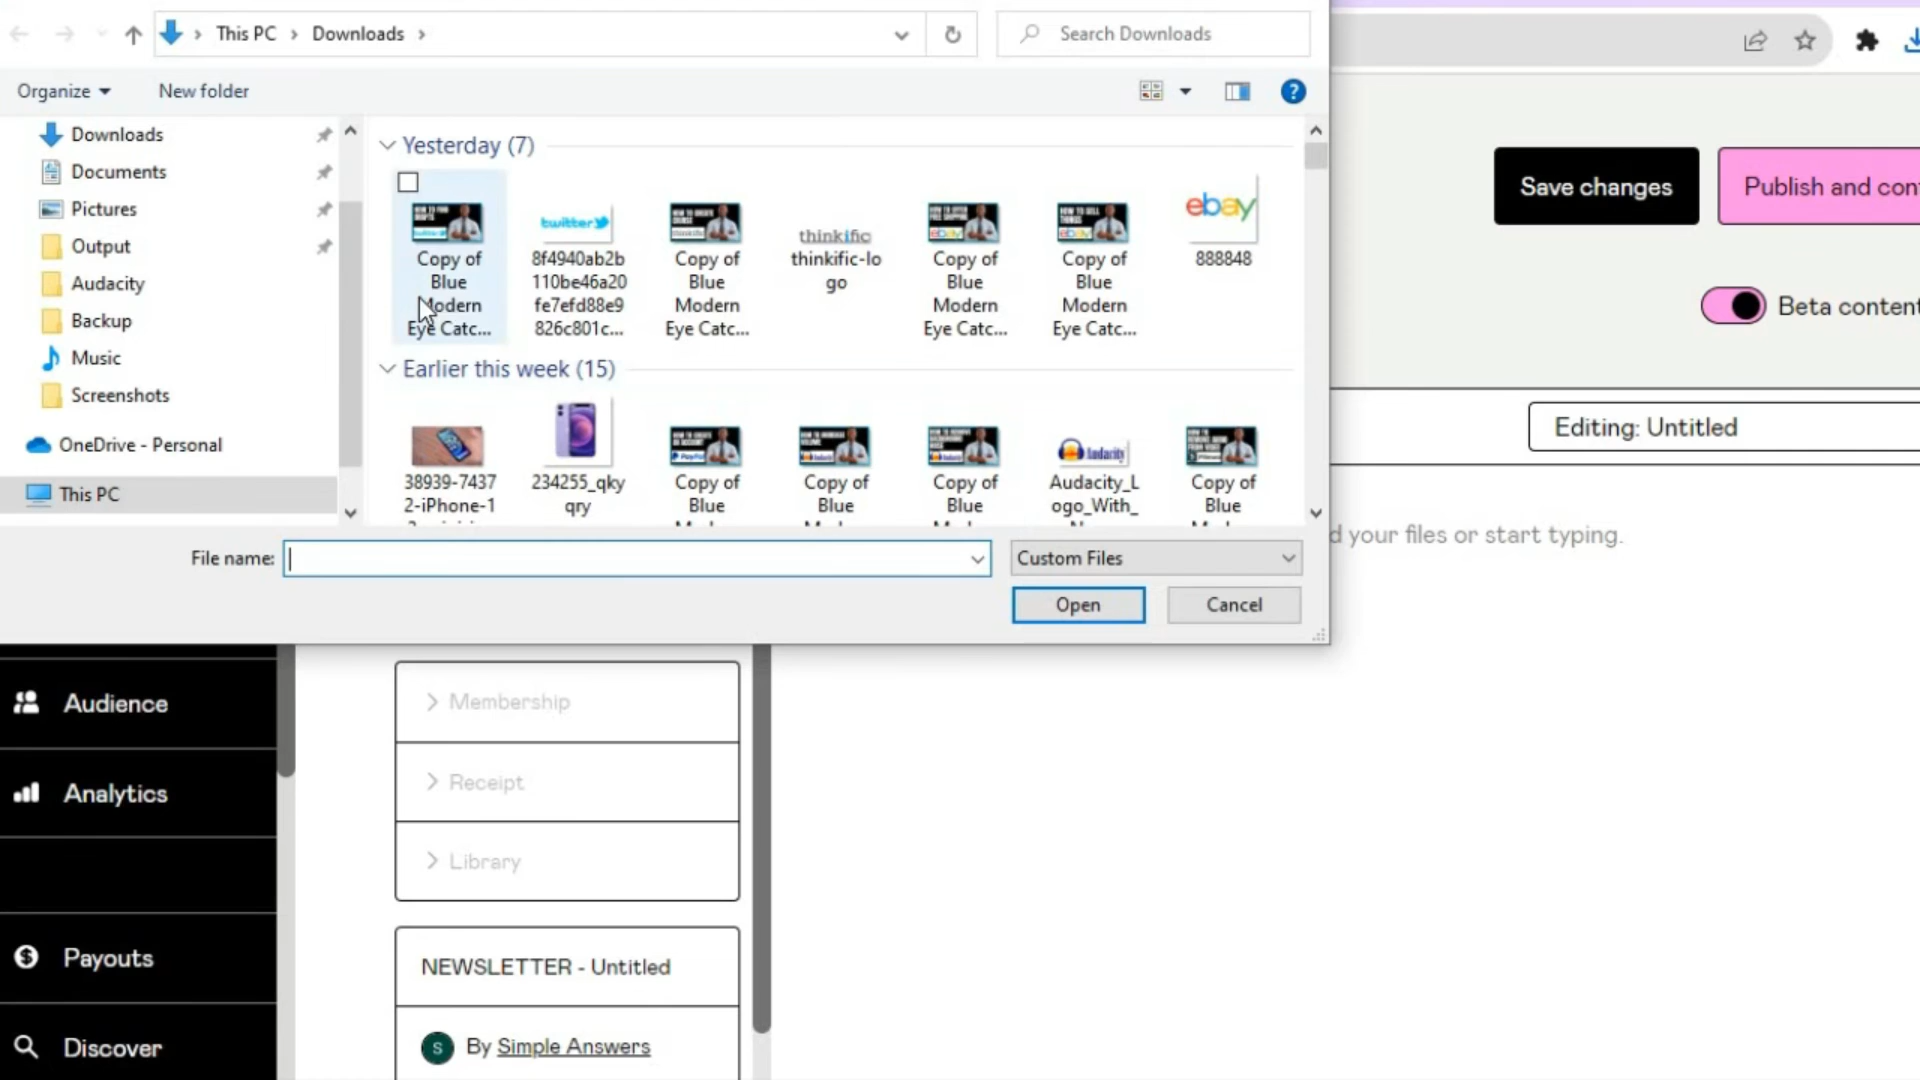 This PC
Downloads
Search Downloads
Organize
New folder
Downloads
Documents
Pictures
Output
Audacity
Backup
Music
Screenshots
OneDrive - Personal
This PC
Yesterday (7)
twitter
thinkific
ebay
Copy of
Blue
Modern
Eye Catc...
8f4940ab2b
110be46a20
fe7efd88e9
826c801c...
Copy of
Blue
Modern
Eye Catc...
thinkific-lo
go
Copy of
Blue
Modern
Eye Catc...
Copy of
Blue
Modern
Eye Catc...
888848
Earlier this week (15)
Audacity
38939-7437
2-iPhone-1
234255_qky
qry
Copy of
Blue
Copy of
Blue
Copy of
Blue
Audacity_L
ogo_With_
Copy of
Blue
File name:
Custom Files
Open
Cancel
Save changes
Publish and con
Beta content
Editing: Untitled
d your files or start typing.
Audience
Analytics
Payouts
Discover
Membership
Receipt
Library
NEWSLETTER - Untitled
S
By Simple Answers